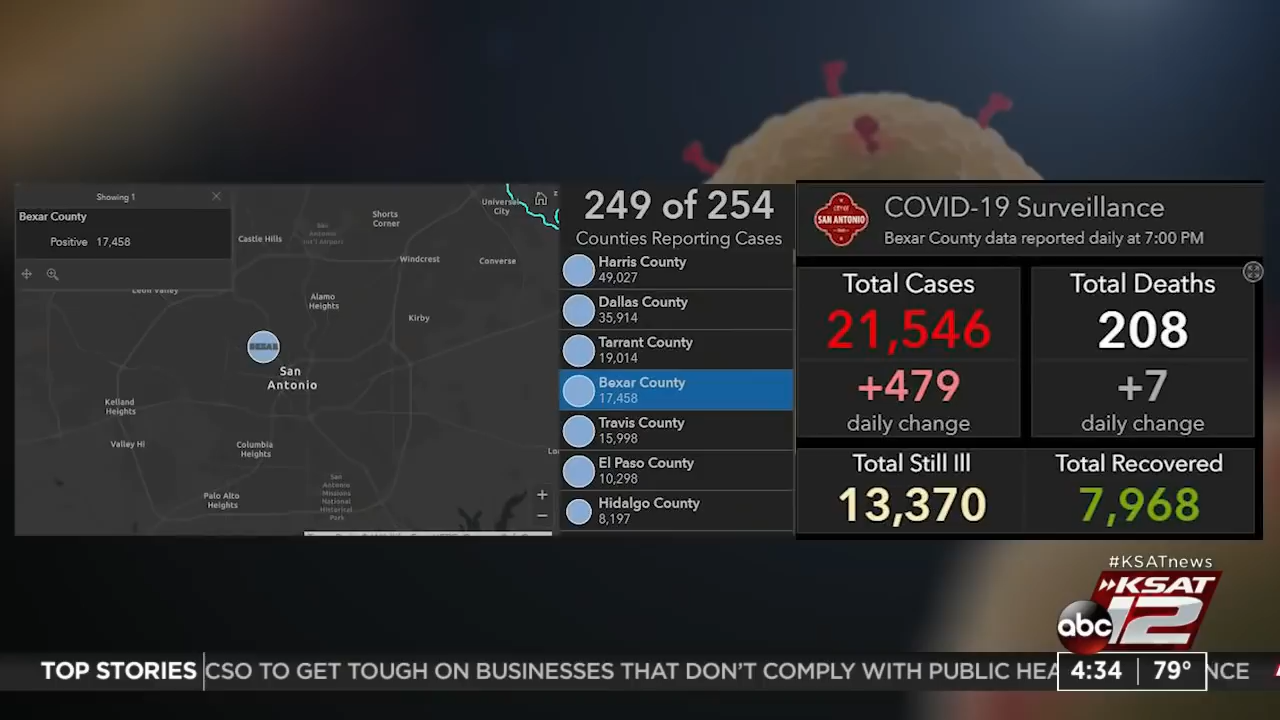 Showing 1
Bexar County
Positive 17,458
Universal
City
Shorts
Corner
San
Antonio
Int'l Airport
Castle Hills
Windcrest
Converse
Leon Valley
Alamo
Heights
Kirby
BEXAR
San
Antonio
Kelland
Heights
Valley Hi
Columbia
Heights
Palo Alto
Heights
San
Antonio
Missions
National
Historical
Park
+
−
249 of 254
Counties Reporting Cases
Harris County
49,027
Dallas County
35,914
Tarrant County
19,014
Bexar County
17,458
Travis County
15,998
El Paso County
10,298
Hidalgo County
8,197
CITY OF
SAN ANTONIO
COVID-19 Surveillance
Bexar County data reported daily at 7:00 PM
Total Cases
21,546
+479
daily change
Total Deaths
208
+7
daily change
Total Still Ill
13,370
Total Recovered
7,968
#KSATnews
KSAT
abc 12
TOP STORIES CSO TO GET TOUGH ON BUSINESSES THAT DON'T COMPLY WITH PUBLIC HEA
4:34 79° NCE